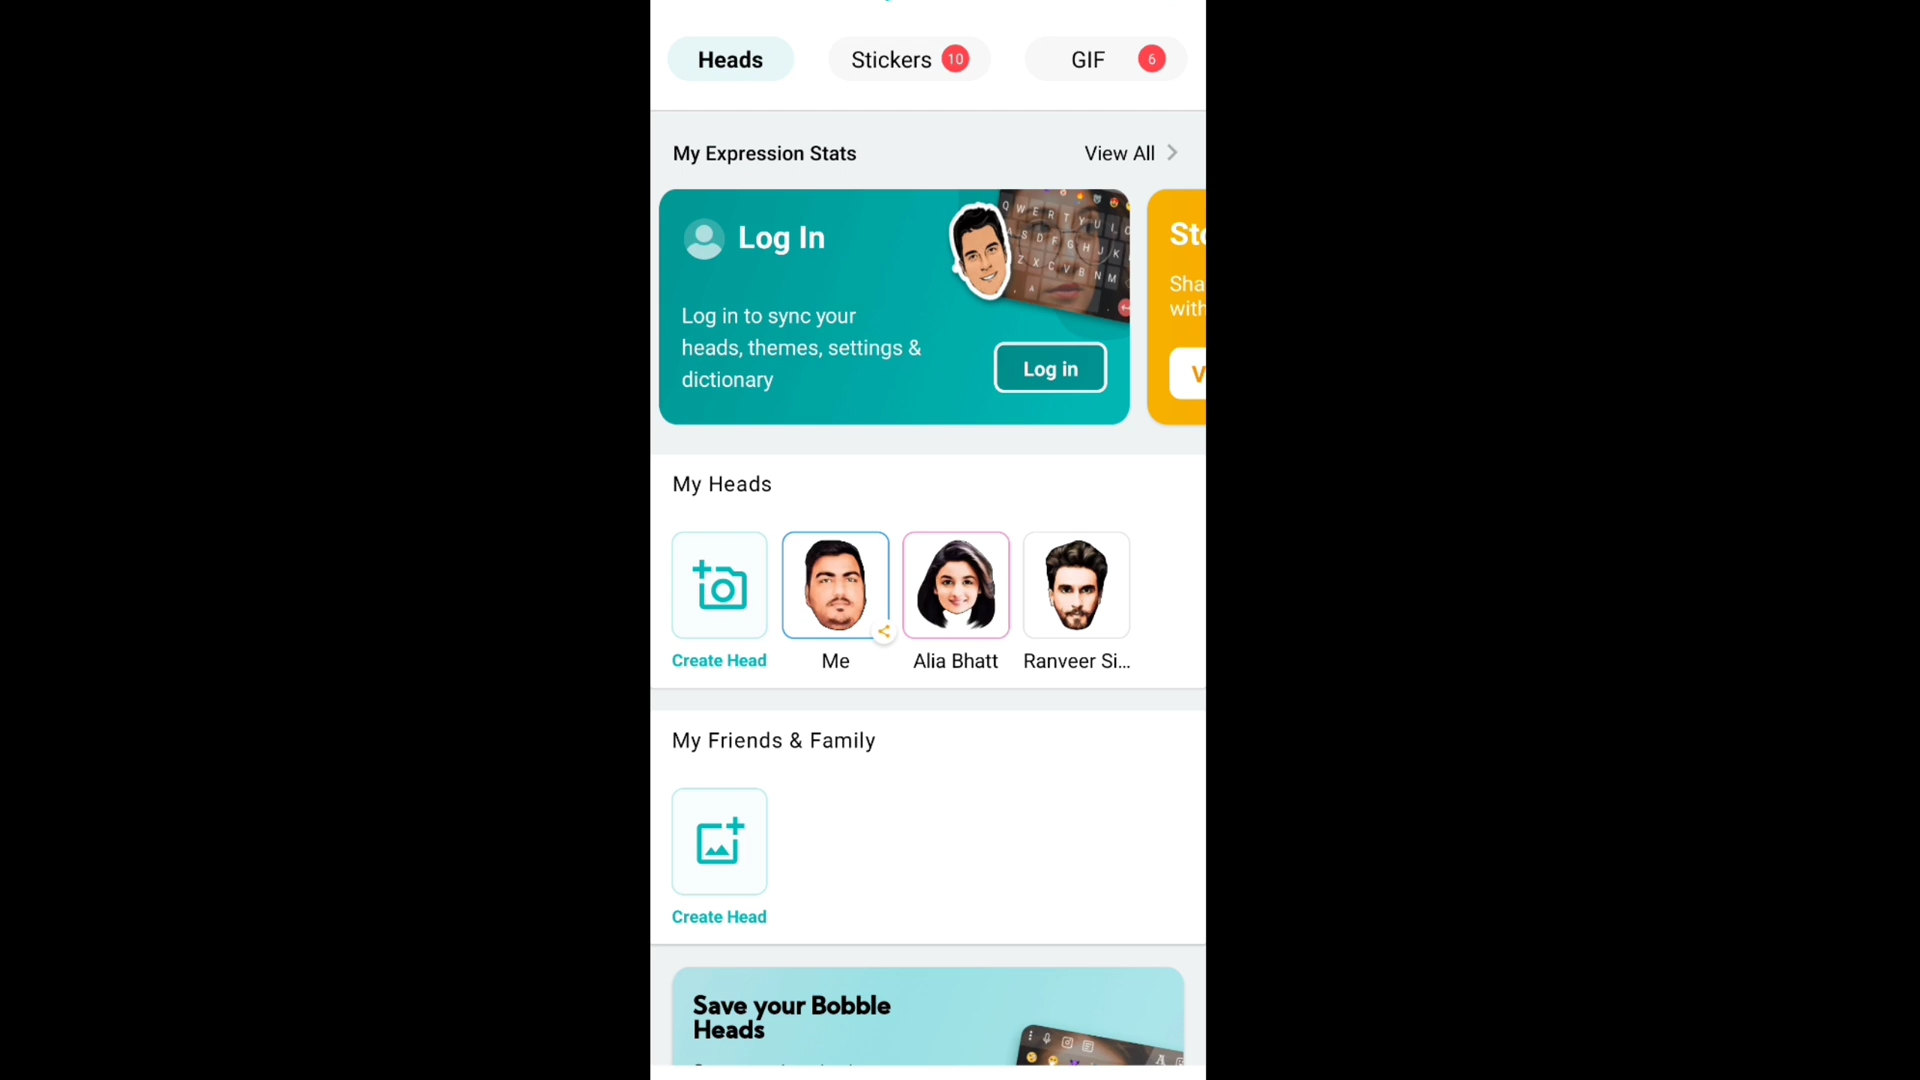 Heads
Stickers 10
GIF 6
My Expression Stats
View All
Log In
Log in to sync your
heads, themes, settings &
dictionary
Log in
My Heads
Create Head
Me
Alia Bhatt
Ranveer Si...
My Friends & Family
Create Head
Save your Bobble
Heads